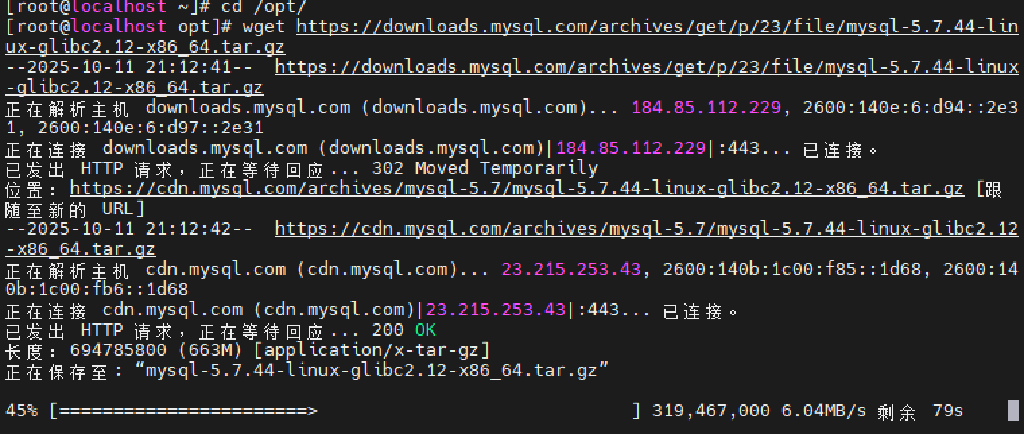 [root@localhost ~]# cd /opt/
[root@localhost opt]# wget https://downloads.mysql.com/archives/get/p/23/file/mysql-5.7.44-lin
ux-glibc2.12-x86_64.tar.gz
--2025-10-11 21:12:41-- https://downloads.mysql.com/archives/get/p/23/file/mysql-5.7.44-linux
-glibc2.12-x86_64.tar.gz
正在解析主机 downloads.mysql.com (downloads.mysql.com)... 184.85.112.229, 2600:140e:6:d94::2e3
1, 2600:140e:6:d97::2e31
正在连接 downloads.mysql.com (downloads.mysql.com)|184.85.112.229|:443... 已连接。
已发出 HTTP 请求，正在等待回应... 302 Moved Temporarily
位置：https://cdn.mysql.com/archives/mysql-5.7/mysql-5.7.44-linux-glibc2.12-x86_64.tar.gz [跟
随至新的 URL]
--2025-10-11 21:12:42-- https://cdn.mysql.com/archives/mysql-5.7/mysql-5.7.44-linux-glibc2.12
-x86_64.tar.gz
正在解析主机 cdn.mysql.com (cdn.mysql.com)... 23.215.253.43, 2600:140b:1c00:f85::1d68, 2600:14
0b:1c00:fb6::1d68
正在连接 cdn.mysql.com (cdn.mysql.com)|23.215.253.43|:443... 已连接。
已发出 HTTP 请求，正在等待回应... 200 OK
长度：694785800 (663M) [application/x-tar-gz]
正在保存至: “mysql-5.7.44-linux-glibc2.12-x86_64.tar.gz”
45% [=======================> ] 319,467,000 6.04MB/s 剩余 79s